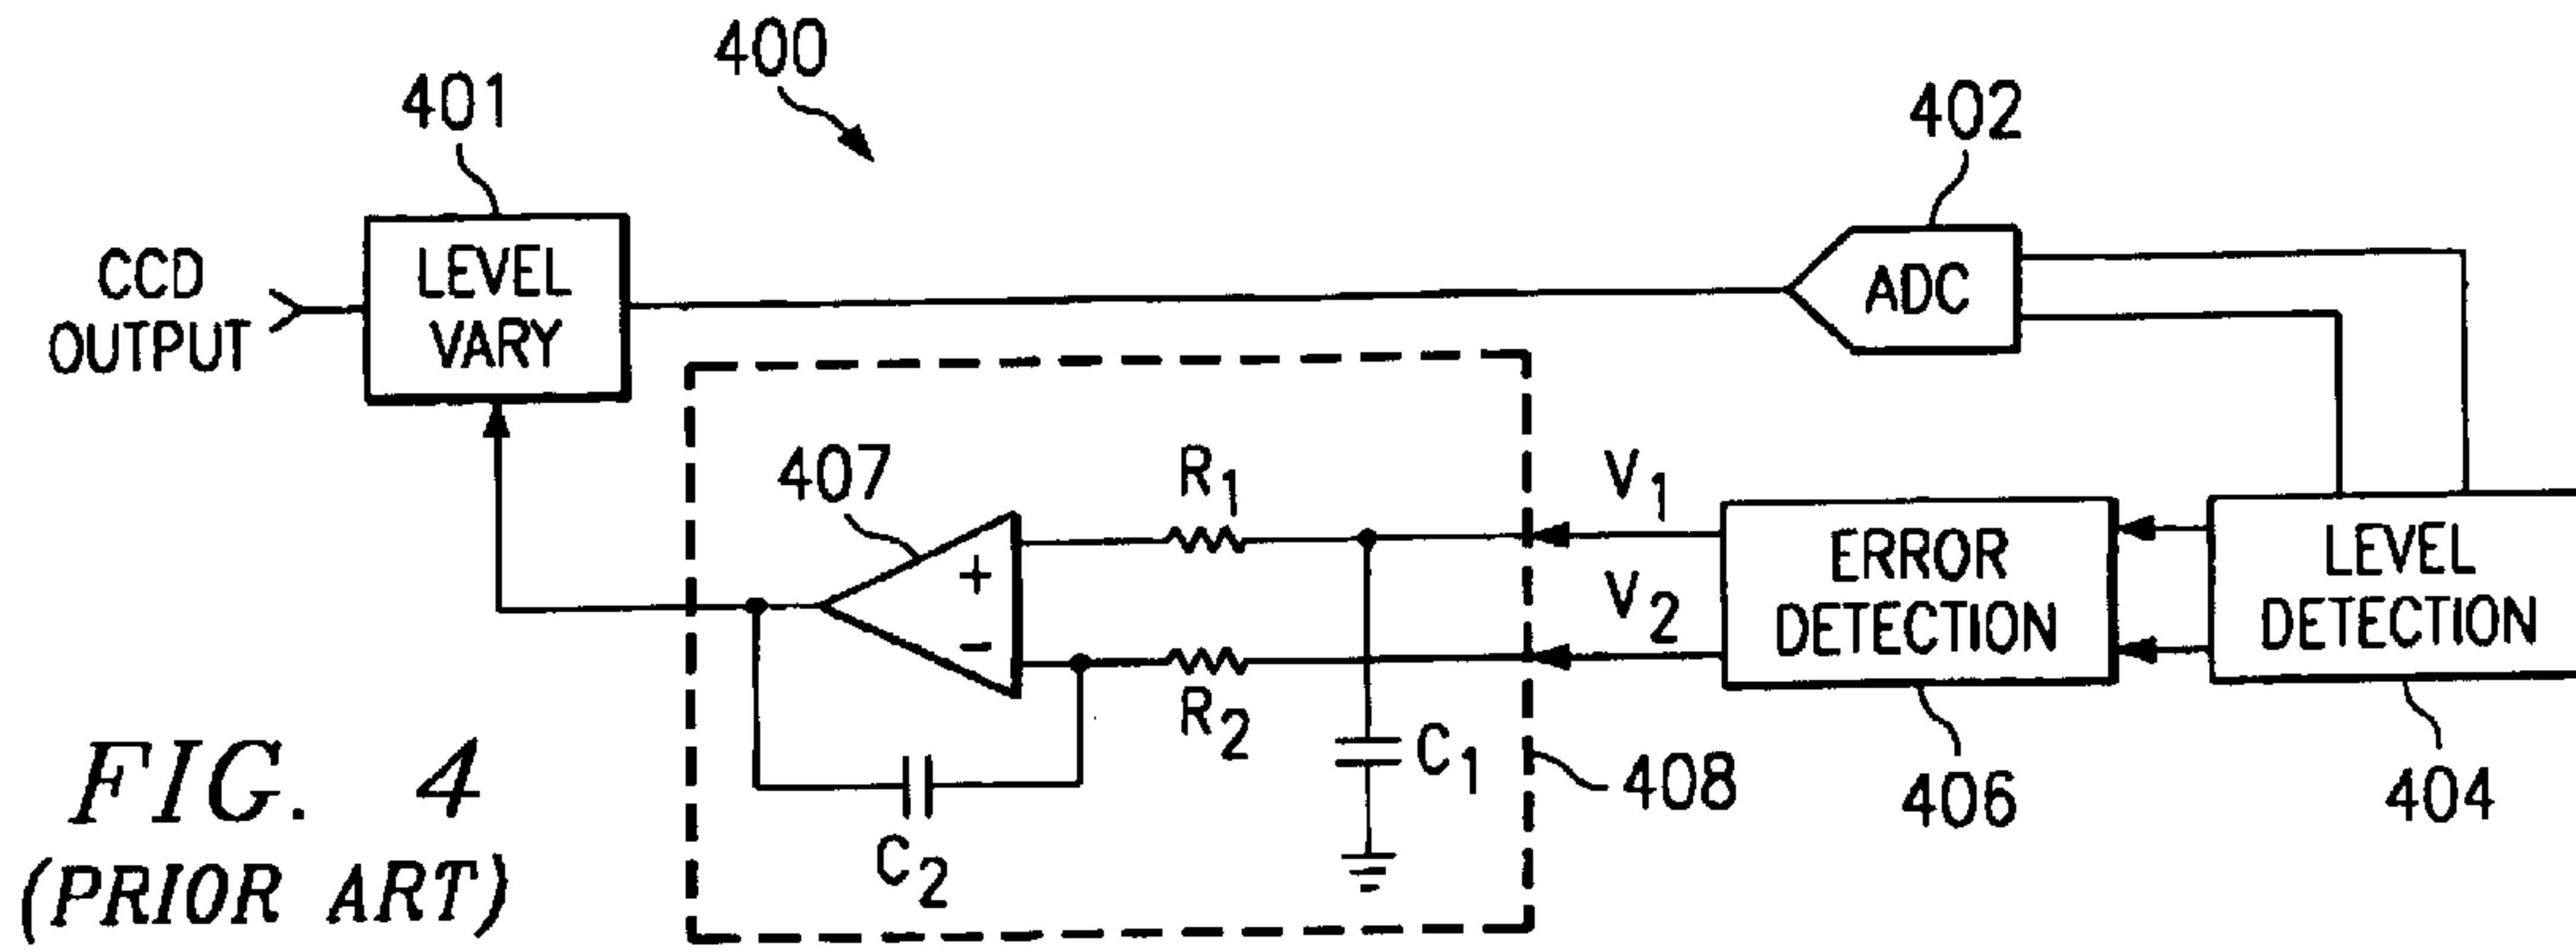 400
401
402
CCD
OUTPUT
LEVEL
VARY
ADC
407
R1
V1
+
-
R2
V2
ERROR
DETECTION
LEVEL
DETECTION
C1
C2
408
406
404
FIG. 4
(PRIOR ART)